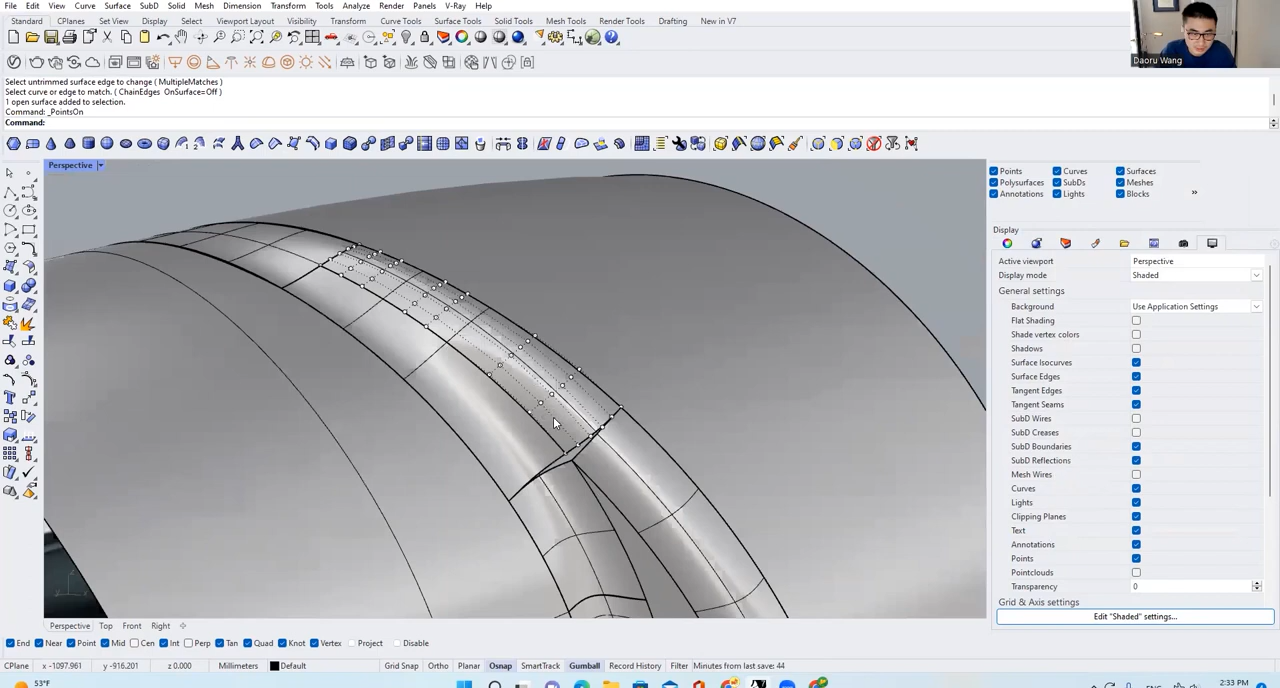 File Edit View Curve Surface SubD Solid Mesh Dimension Transform Tools Analyze Render Panels V-Ray Help
Standard CPlanes Set View Display Select Viewport Layout Visibility Transform Curve Tools Surface Tools Solid Tools Mesh Tools Render Tools Drafting New in V7
Daoru Wang
Select untrimmed surface edge to change ( MultipleMatches )
Select curve or edge to match. ( ChainEdges OnSurface=Off )
1 open surface added to selection.
Command: _PointsOn
Command:
Perspective
Points Curves Surfaces
Polysurfaces SubDs Meshes
Annotations Lights Blocks
Display
Active viewport Perspective
Display mode Shaded
General settings
Background Use Application Settings
Flat Shading
Shade vertex colors
Shadows
Surface Isocurves
Surface Edges
Tangent Edges
Tangent Seams
SubD Wires
SubD Creases
SubD Boundaries
SubD Reflections
Mesh Wires
Curves
Lights
Clipping Planes
Text
Annotations
Points
Pointclouds
Transparency 0
Grid & Axis settings
Edit "Shaded" settings...
Perspective Top Front Right
End Near Point Mid Cen Int Perp Tan Quad Knot Vertex Project Disable
CPlane x -1097.961 y -916.201 z 0.000 Millimeters Default Grid Snap Ortho Planar Osnap SmartTrack Gumball Record History Filter Minutes from last save: 44
53°F 2:33 PM